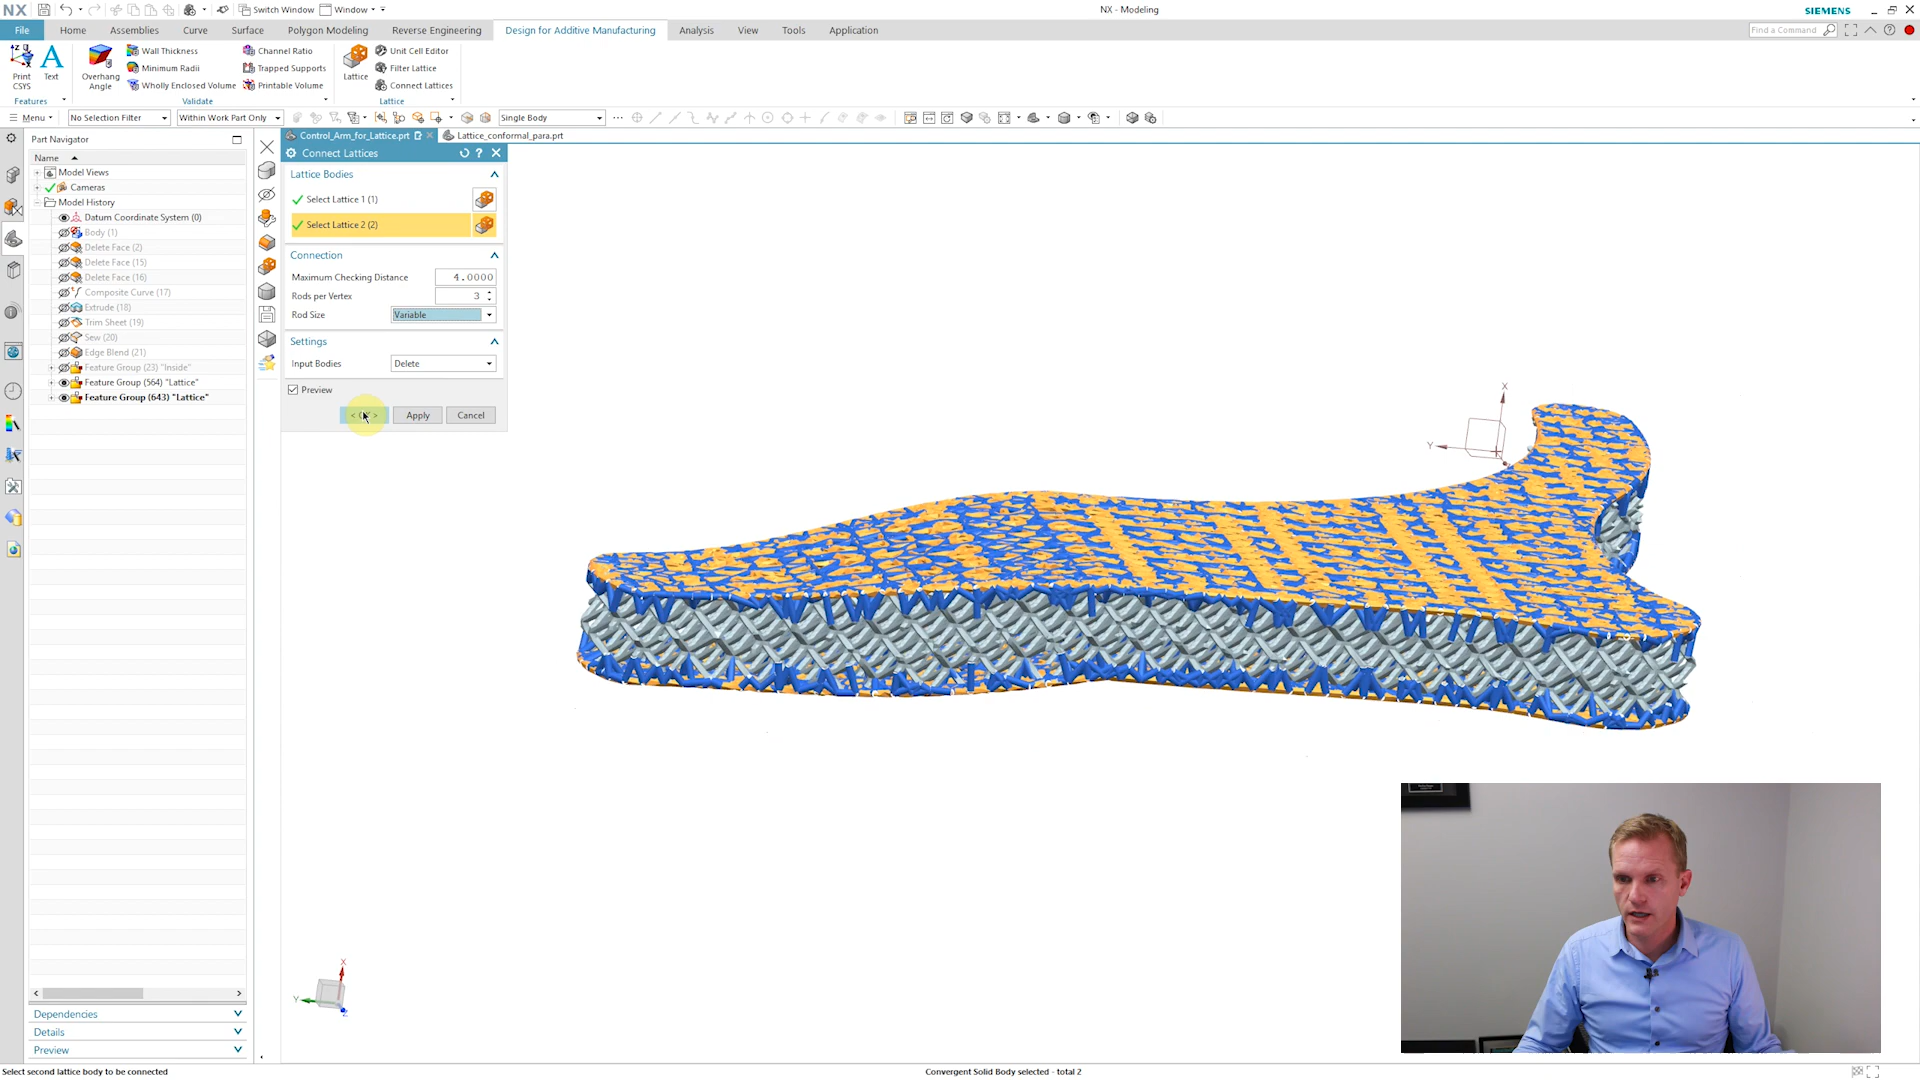 NX
Switch Window
Window
NX - Modeling
SIEMENS
File
Home
Assemblies
Curve
Surface
Polygon Modeling
Reverse Engineering
Design for Additive Manufacturing
Analysis
View
Tools
Application
Find a Command
Print CSYS
Text
Overhang Angle
Wall Thickness
Minimum Radii
Wholly Enclosed Volume
Channel Ratio
Trapped Supports
Printable Volume
Lattice
Unit Cell Editor
Filter Lattice
Connect Lattices
Features
Validate
Lattice
Menu
No Selection Filter
Within Work Part Only
Single Body
Part Navigator
Control_Arm_for_Lattice.prt
Lattice_conformal_para.prt
Name
Model Views
Cameras
Model History
Datum Coordinate System (0)
Body (1)
Delete Face (2)
Delete Face (15)
Delete Face (16)
Composite Curve (17)
Extrude (18)
Trim Sheet (19)
Sew (20)
Edge Blend (21)
Feature Group (23) "Inside"
Feature Group (564) "Lattice"
Feature Group (643) "Lattice"
Connect Lattices
Lattice Bodies
Select Lattice 1 (1)
Select Lattice 2 (2)
Connection
Maximum Checking Distance 4.0000
Rods per Vertex 3
Rod Size Variable
Settings
Input Bodies Delete
Preview
Apply
Cancel
X
Y
X
Y
Z
Dependencies
Details
Preview
Select second lattice body to be connected
Convergent Solid Body selected - total 2